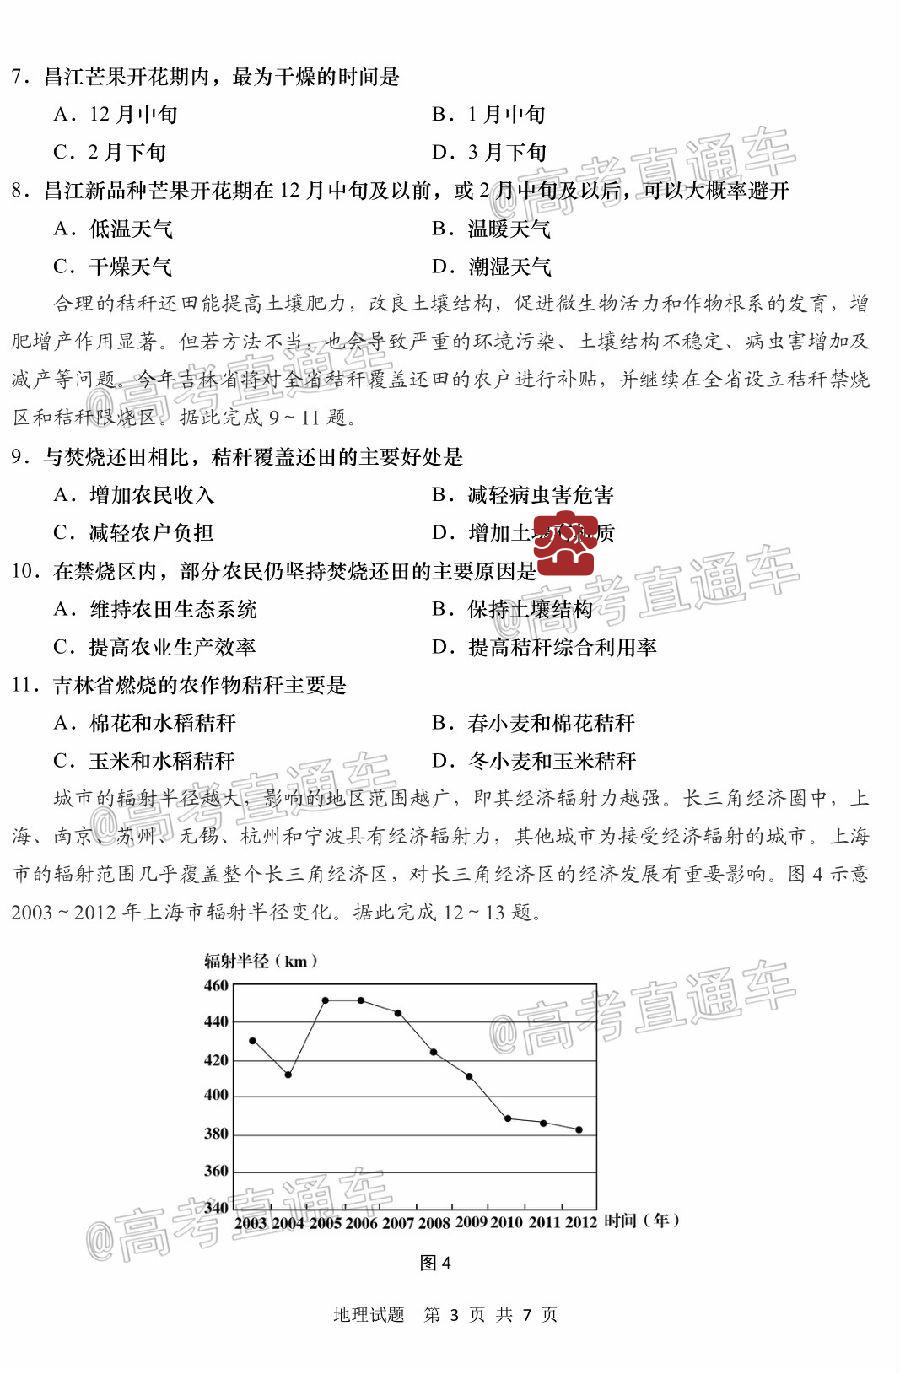 7．昌江芒果开花期内，最为干燥的时间是
A．12月中旬 B．1月中旬
C．2月下旬 D．3月下旬
8．昌江新品种芒果开花期在12月中旬及以前，或2月中旬及以后，可以大概率避开
A．低温天气 B．温暖天气
C．干燥天气 D．潮湿天气
合理的秸秆还田能提高土壤肥力，改良土壤结构，促进微生物活力和作物根系的发育，增
肥增产作用显著。但若方法不当，也会导致严重的环境污染、土壤结构不稳定、病虫害增加及
减产等问题。今年吉林省将对全省秸秆覆盖还田的农户进行补贴，并继续在全省设立秸秆禁烧
区和秸秆限烧区。据此完成9~11题。
9．与焚烧还田相比，秸秆覆盖还田的主要好处是
A．增加农民收入 B．减轻病虫害危害
C．减轻农户负担 D．增加土 质
10．在禁烧区内，部分农民仍坚持焚烧还田的主要原因是
A．维持农田生态系统 B．保持土壤结构
C．提高农业生产效率 D．提高秸秆综合利用率
11．吉林省燃烧的农作物秸秆主要是
A．棉花和水稻秸秆 B．春小麦和棉花秸秆
C．玉米和水稻秸秆 D．冬小麦和玉米秸秆
城市的辐射半径越大，影响的地区范围越广，即其经济辐射力越强。长三角经济圈中，上
海、南京、苏州、无锡、杭州和宁波具有经济辐射力，其他城市为接受经济辐射的城市。上海
市的辐射范围几乎覆盖整个长三角经济区，对长三角经济区的经济发展有重要影响。图4示意
2003~2012年上海市辐射半径变化。据此完成12~13题。
辐射半径（km）
460
440
420
400
380
360
340
2003 2004 2005 2006 2007 2008 2009 2010 2011 2012 时间（年）
图4
地理试题 第 3 页 共 7 页
@高考直通车
@高考直通车
@高考直通车
@高考直通车
@高考直通车
@高考直通车